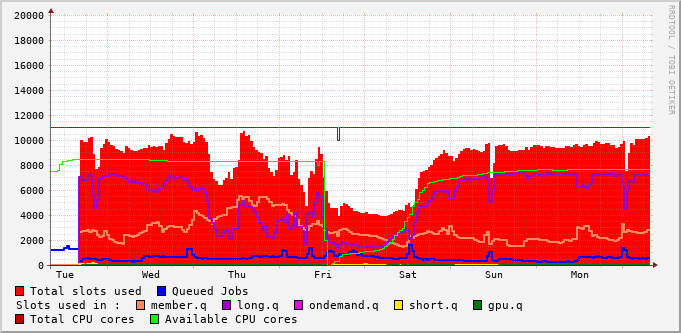 20000
18000
16000
14000
12000
10000
8000
6000
4000
2000
0
Tue Wed Thu Fri Sat Sun Mon
Total slots used Queued Jobs
Slots used in : member.q long.q ondemand.q short.q gpu.q
Total CPU cores Available CPU cores
RRDTOOL / TOBI OETIKER